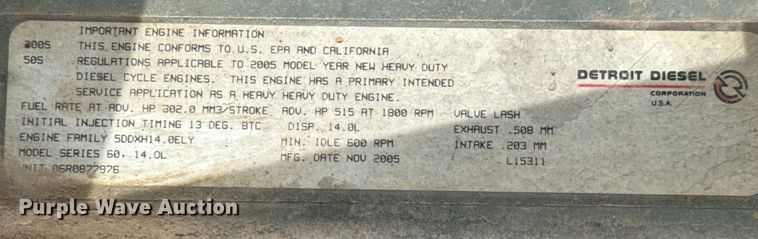 IMPORTANT ENGINE INFORMATION
2005 THIS ENGINE CONFORMS TO U.S. EPA AND CALIFORNIA
50S REGULATIONS APPLICABLE TO 2005 MODEL YEAR NEW HEAVY DUTY
DIESEL CYCLE ENGINES. THIS ENGINE HAS A PRIMARY INTENDED
SERVICE APPLICATION AS A HEAVY HEAVY DUTY ENGINE.
FUEL RATE AT ADV. HP 302.0 MM3/STROKE ADV. HP 515 AT 1800 RPM VALVE LASH
INITIAL INJECTION TIMING 13 DEG. BTC DISP. 14.0L EXHAUST .508 MM
ENGINE FAMILY 5DDXH14.0ELY MIN. IDLE 600 RPM INTAKE .203 MM
MODEL SERIES 60, 14.0L MFG. DATE NOV 2005 L15311
UNIT 06R0877976
DETROIT DIESEL
CORPORATION
U.S.A.
Purple Wave Auction